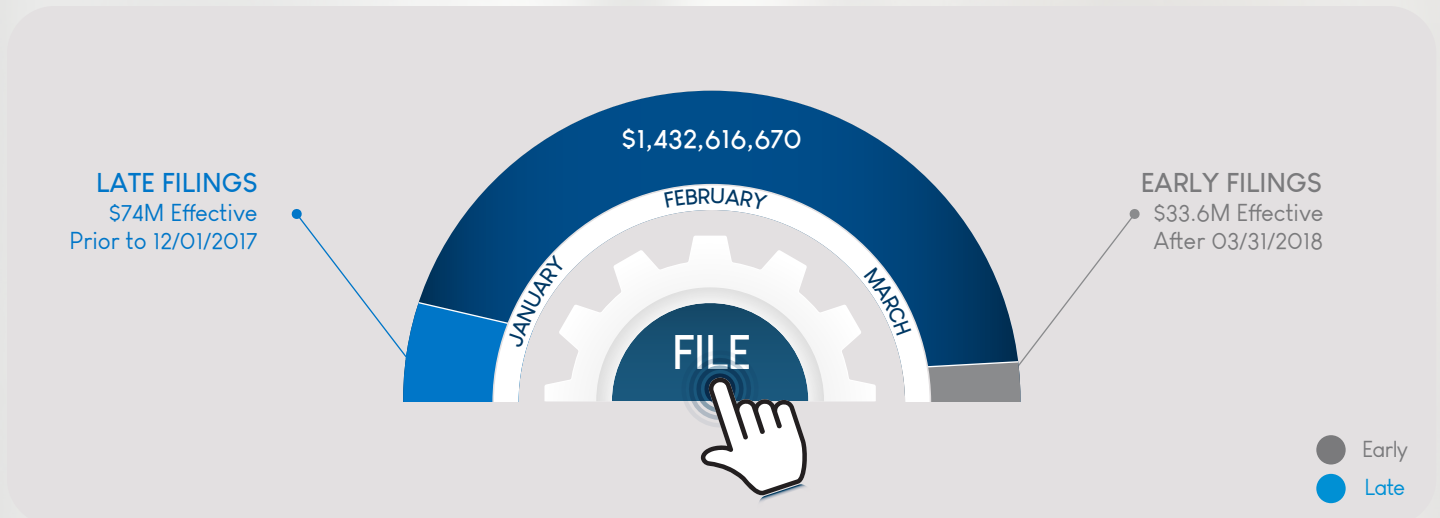 $1,432,616,670
LATE FILINGS
$74M Effective
Prior to 12/01/2017
JANUARY
FEBRUARY
MARCH
EARLY FILINGS
$33.6M Effective
After 03/31/2018
FILE
Early
Late